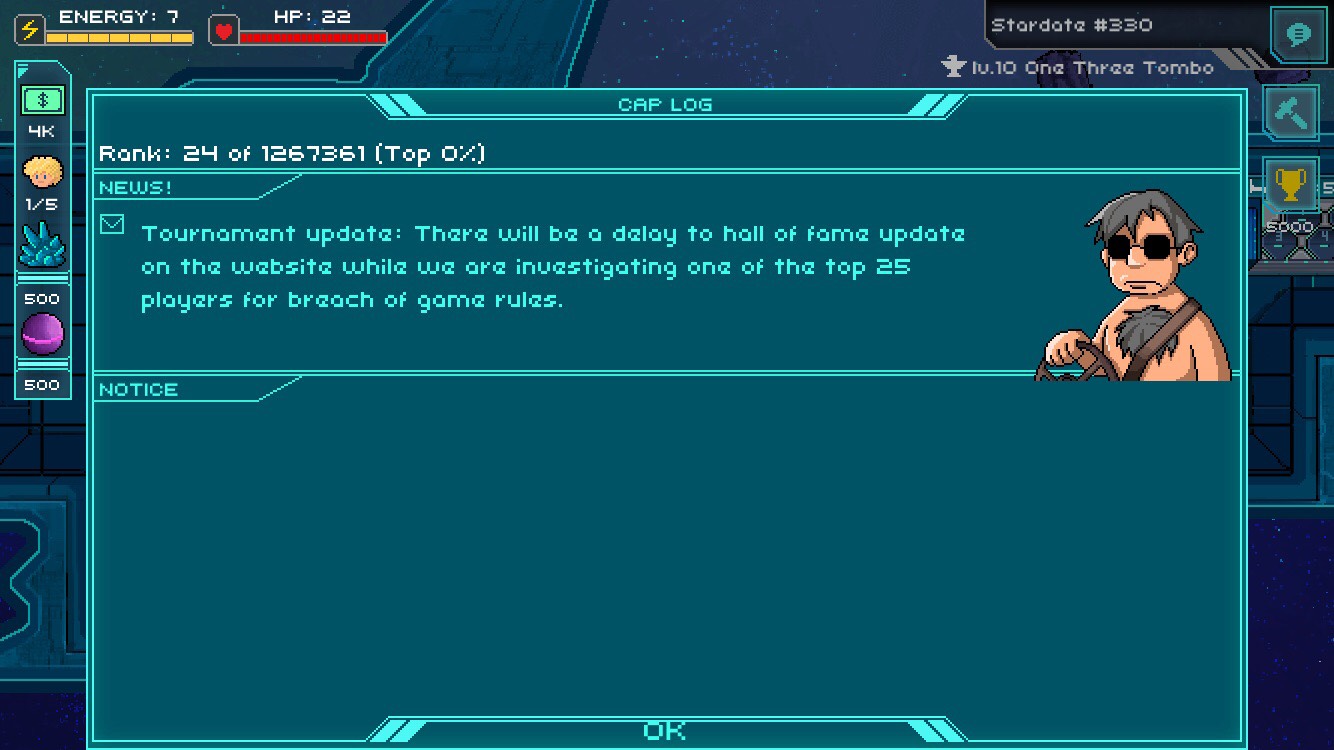 ENERGY: 7
HP: 22
Stardate #330
lv.10 One Three Tombo
CAP LOG
4K
Rank: 24 of 1267361 (Top 0%)
NEWS!
1/5
Tournament update: There will be a delay to hall of fame update
on the website while we are investigating one of the top 25
players for breach of game rules.
5000
500
500
NOTICE
OK